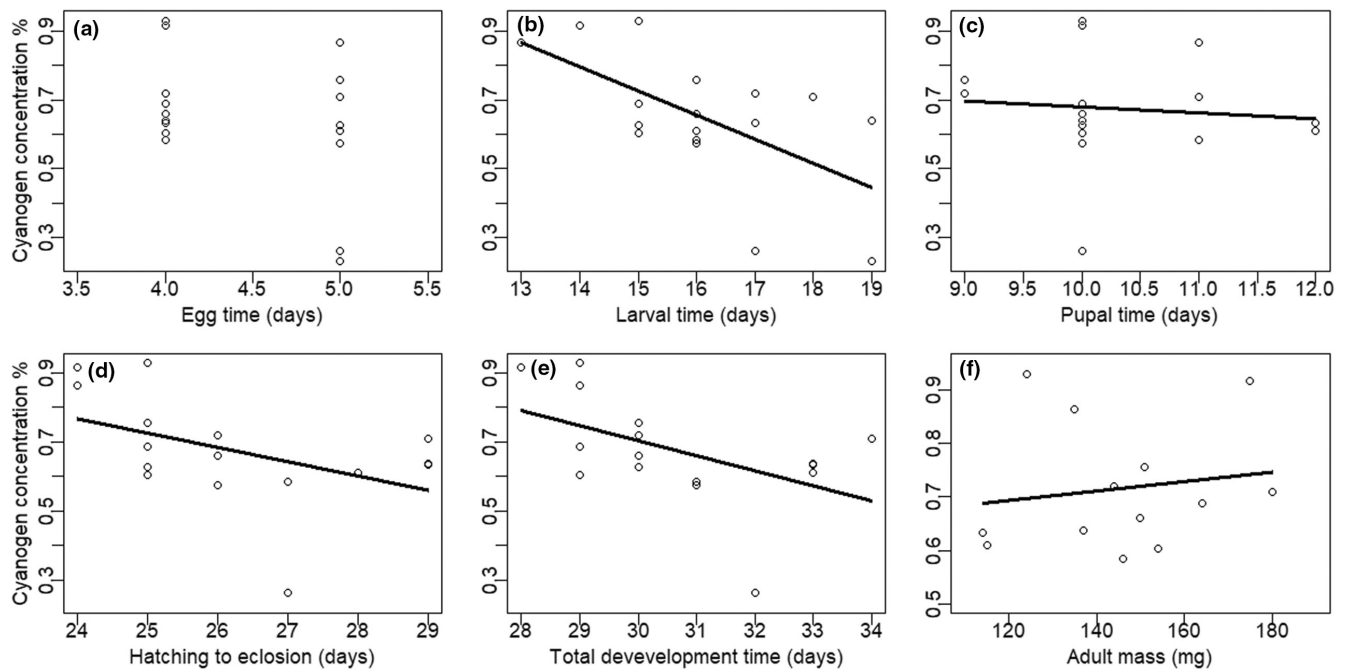 (a)
Cyanogen concentration %
0.9
0.7
0.5
0.3
3.5 4.0 4.5 5.0 5.5
Egg time (days)
(b)
13 14 15 16 17 18 19
Larval time (days)
(c)
0.9
0.7
0.5
0.3
9.0 9.5 10.0 10.5 11.0 11.5 12.0
Pupal time (days)
(d)
Cyanogen concentration %
0.9
0.7
0.5
0.3
24 25 26 27 28 29
Hatching to eclosion (days)
(e)
0.9
0.7
0.5
0.3
28 29 30 31 32 33 34
Total devevelopment time (days)
(f)
0.9
0.8
0.7
0.6
0.5
120 140 160 180
Adult mass (mg)
0.9
0.7
0.5
0.3